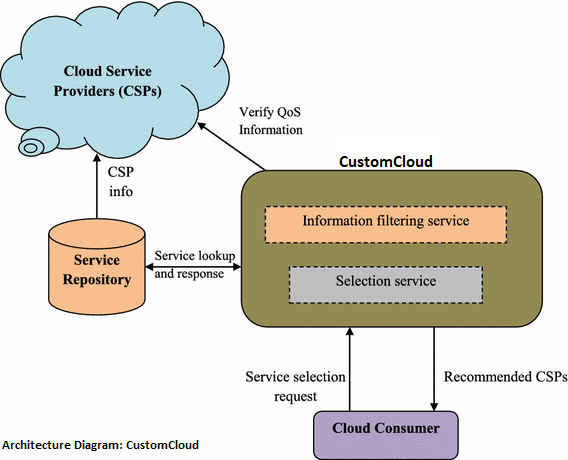 Cloud Service
Providers (CSPs)
Verify QoS
Information
CustomCloud
CSP
info
Information filtering service
Service
Repository
Service lookup
and response
Selection service
Service selection
request
Recommended CSPs
Cloud Consumer
Architecture Diagram: CustomCloud